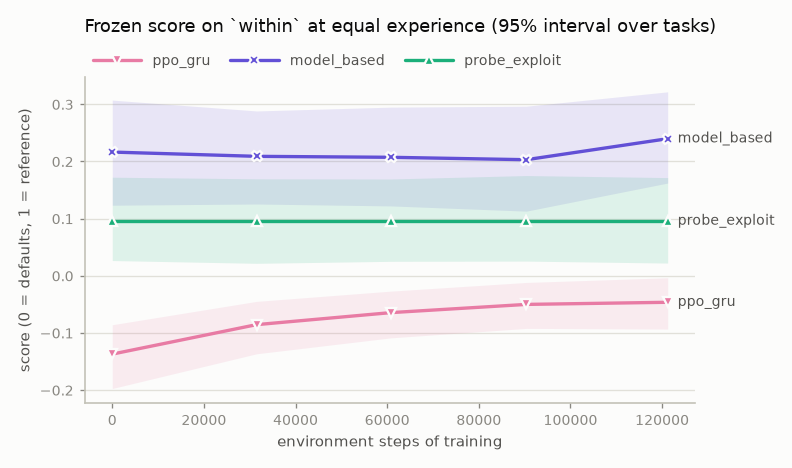 Frozen score on `within` at equal experience (95% interval over tasks)
ppo_gru model_based probe_exploit
score (0 = defaults, 1 = reference)
0.3
0.2
0.1
0.0
−0.1
−0.2
model_based
probe_exploit
ppo_gru
0 20000 40000 60000 80000 100000 120000
environment steps of training